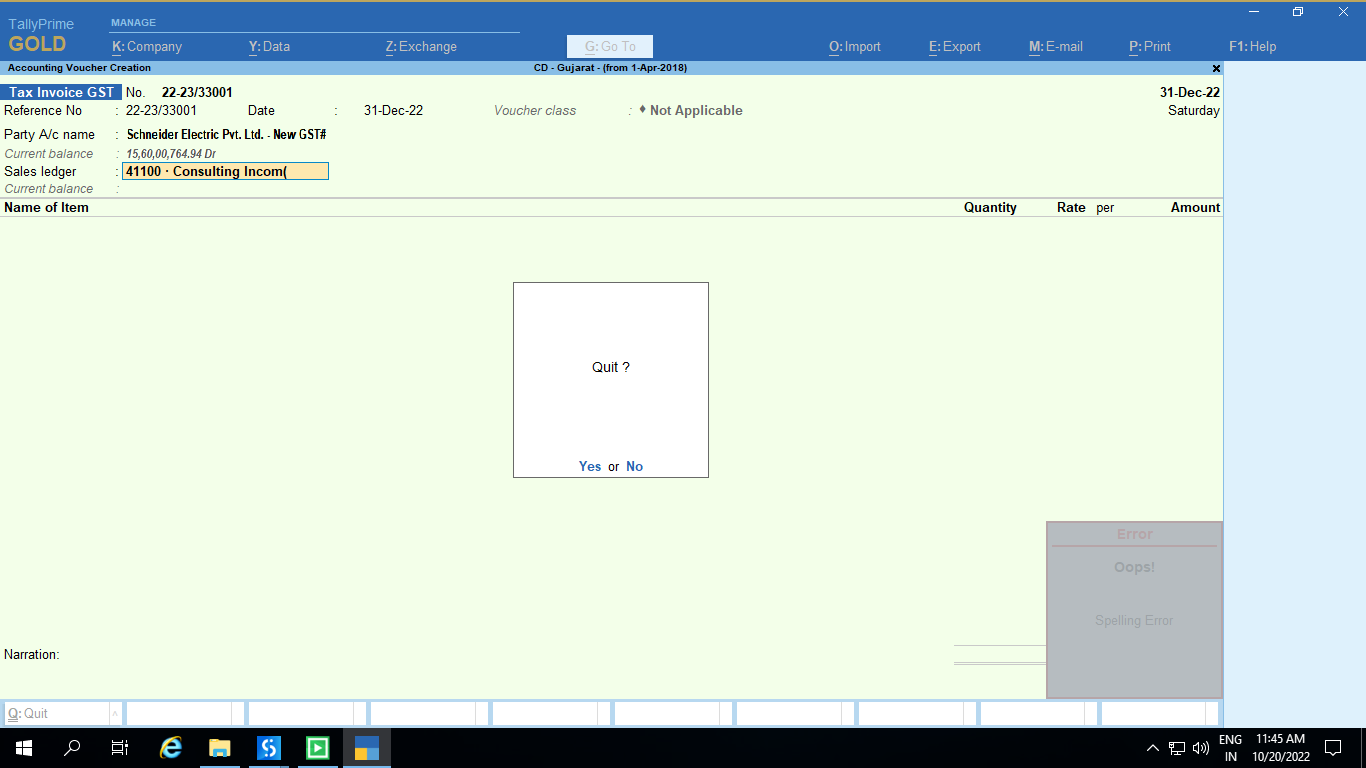 TallyPrime
GOLD
MANAGE
K: Company Y: Data Z: Exchange G: Go To O: Import E: Export M: E-mail P: Print F1: Help
Accounting Voucher Creation CD - Gujarat - (from 1-Apr-2018)
Tax Invoice GST No. 22-23/33001 31-Dec-22
Reference No : 22-23/33001 Date : 31-Dec-22 Voucher class : ♦ Not Applicable Saturday
Party A/c name : Schneider Electric Pvt. Ltd. - New GST#
Current balance : 15,60,00,764.94 Dr
Sales ledger : 41100 · Consulting Incom(
Current balance :
Name of Item Quantity Rate per Amount
Quit ?
Yes or No
Error
Oops!
Spelling Error
Narration:
Q: Quit
ENG 11:45 AM
IN 10/20/2022